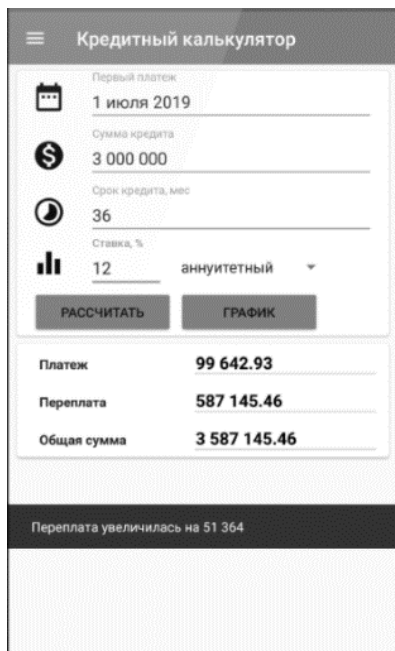 Кредитный калькулятор
Первый платеж
1 июля 2019
Сумма кредита
3 000 000
Срок кредита, мес
36
Ставка, %
12 аннуитетный
РАССЧИТАТЬ ГРАФИК
Платеж 99 642.93
Переплата 587 145.46
Общая сумма 3 587 145.46
Переплата увеличилась на 51 364